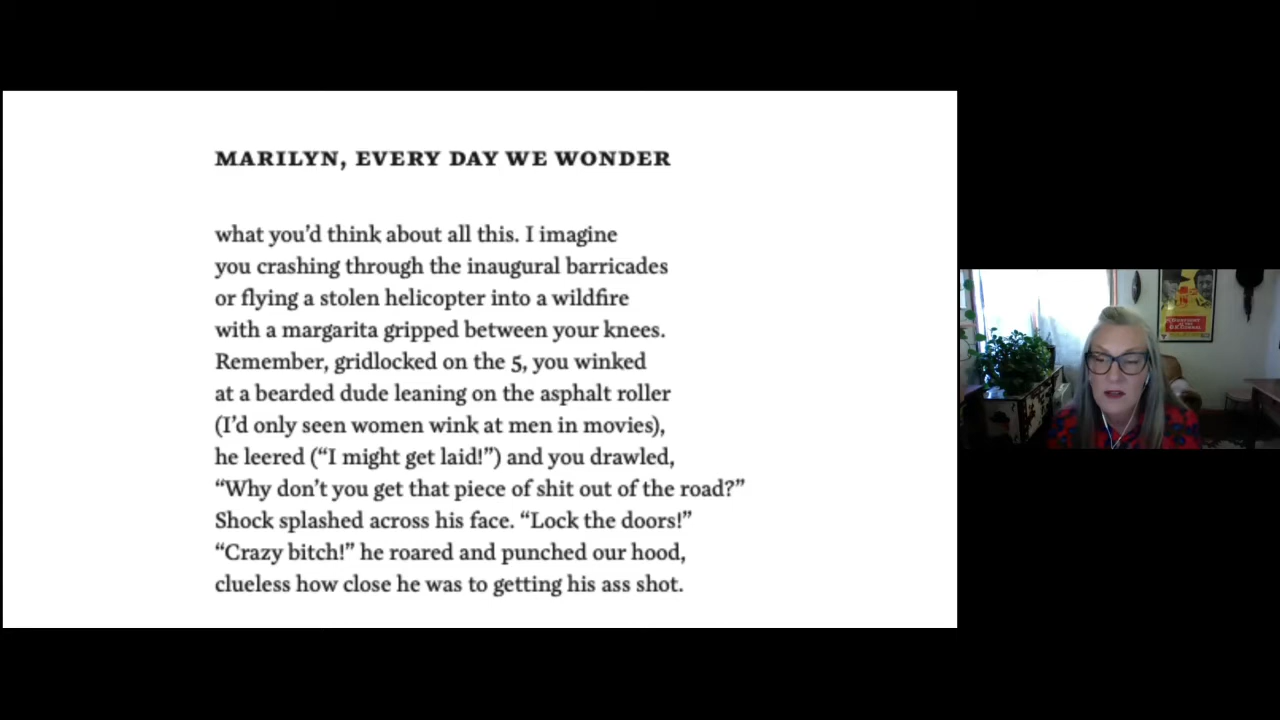 MARILYN, EVERY DAY WE WONDER
what you’d think about all this. I imagine
you crashing through the inaugural barricades
or flying a stolen helicopter into a wildfire
with a margarita gripped between your knees.
Remember, gridlocked on the 5, you winked
at a bearded dude leaning on the asphalt roller
(I’d only seen women wink at men in movies),
he leered (“I might get laid!”) and you drawled,
“Why don’t you get that piece of shit out of the road?”
Shock splashed across his face. “Lock the doors!”
“Crazy bitch!” he roared and punched our hood,
clueless how close he was to getting his ass shot.